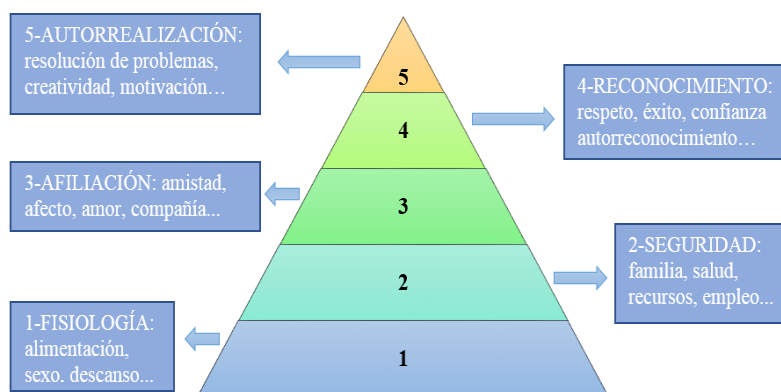 5-AUTORREALIZACIÓN:
resolución de problemas,
creatividad, motivación…
5
4-RECONOCIMIENTO:
respeto, éxito, confianza
autorreconocimiento…
4
3-AFILIACIÓN: amistad,
afecto, amor, compañía...
3
2-SEGURIDAD:
familia, salud,
recursos, empleo...
2
1-FISIOLOGÍA:
alimentación,
sexo. descanso...
1